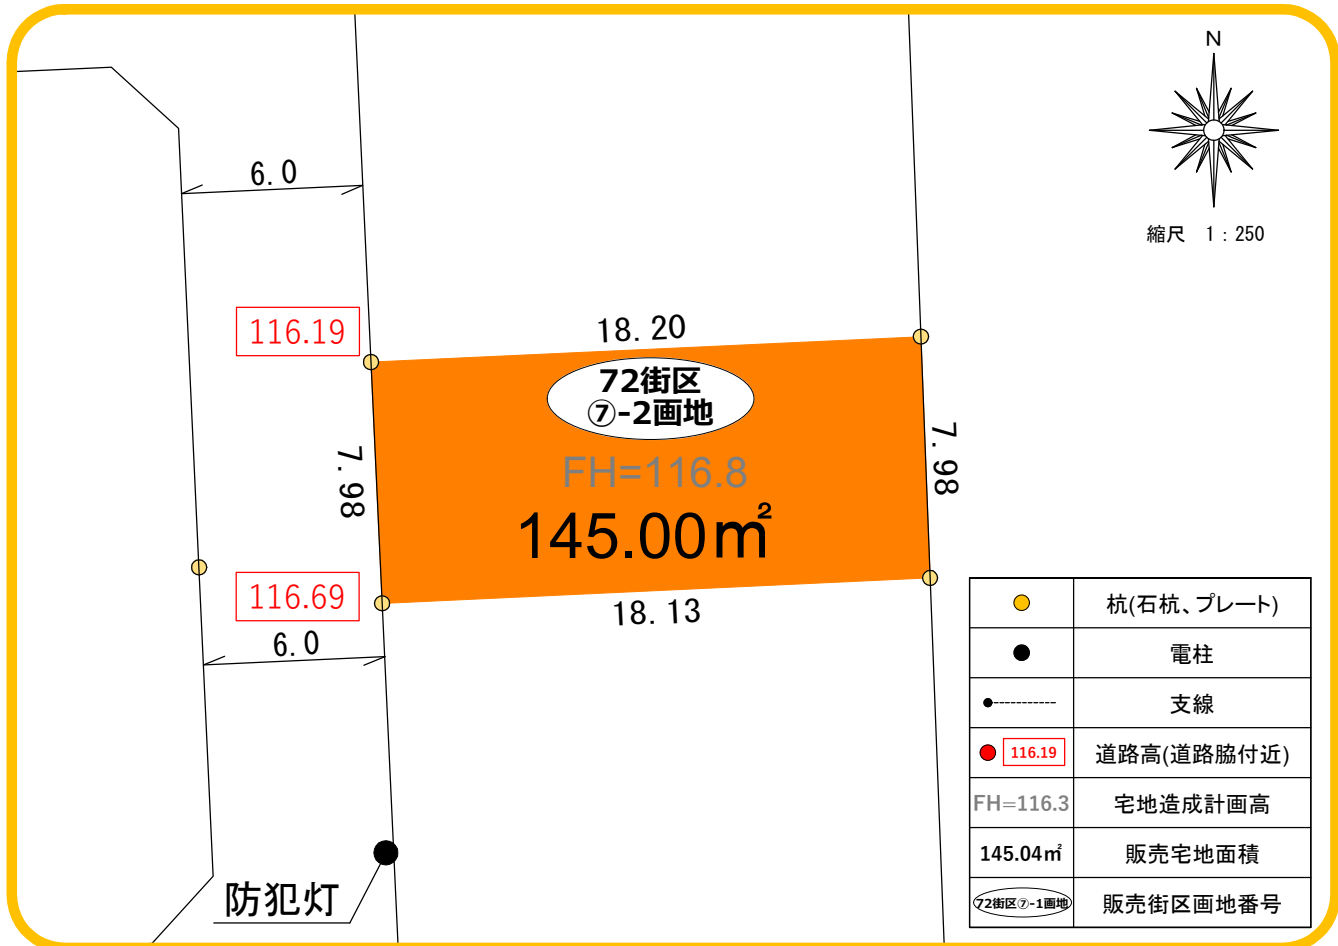 N
縮尺 1：250
6.0
116.19
18.20
72街区
⑦-2画地
7.98
7.98
FH=116.8
145.00㎡
116.69
18.13
6.0
防犯灯
杭(石杭、プレート)
電柱
支線
116.19 道路高(道路脇付近)
FH=116.3 宅地造成計画高
145.04㎡ 販売宅地面積
72街区⑦-1画地 販売街区画地番号